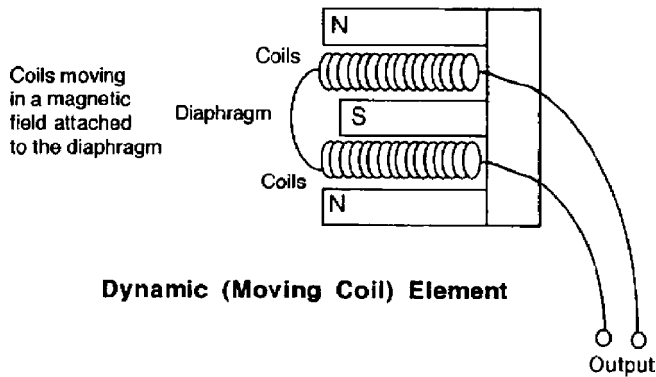 N
Coils
Coils moving
in a magnetic
field attached
to the diaphragm
Diaphragm
S
Coils
N
Dynamic (Moving Coil) Element
Output